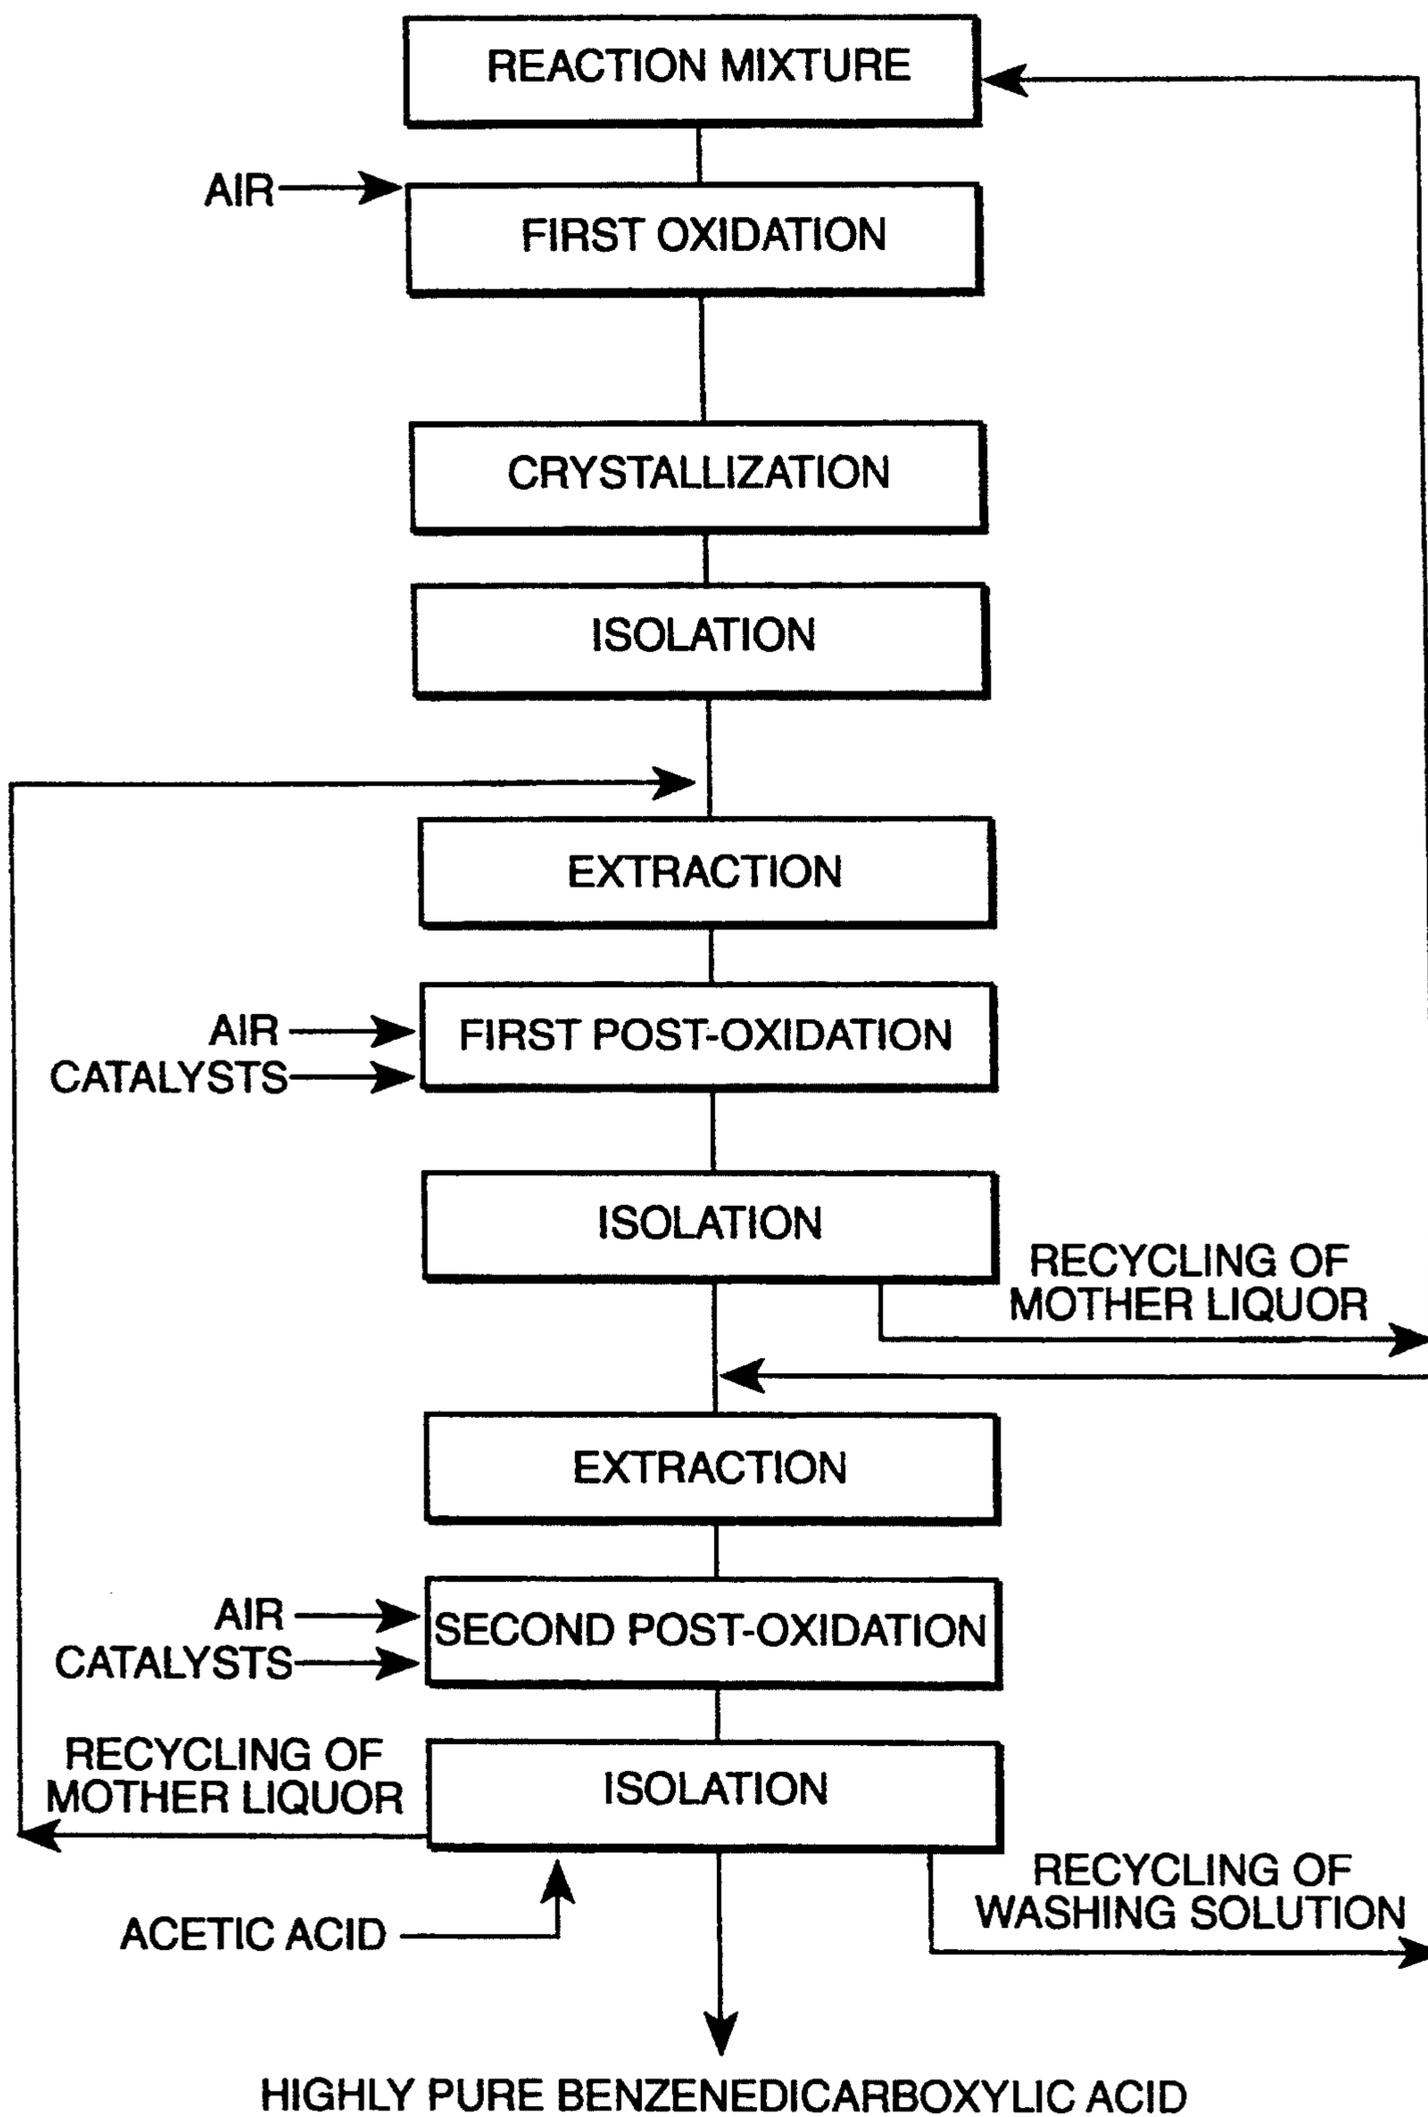 REACTION MIXTURE
AIR
FIRST OXIDATION
CRYSTALLIZATION
ISOLATION
EXTRACTION
AIR
FIRST POST-OXIDATION
CATALYSTS
ISOLATION
RECYCLING OF
MOTHER LIQUOR
EXTRACTION
AIR
SECOND POST-OXIDATION
CATALYSTS
RECYCLING OF
MOTHER LIQUOR
ISOLATION
ACETIC ACID
RECYCLING OF
WASHING SOLUTION
HIGHLY PURE BENZENEDICARBOXYLIC ACID